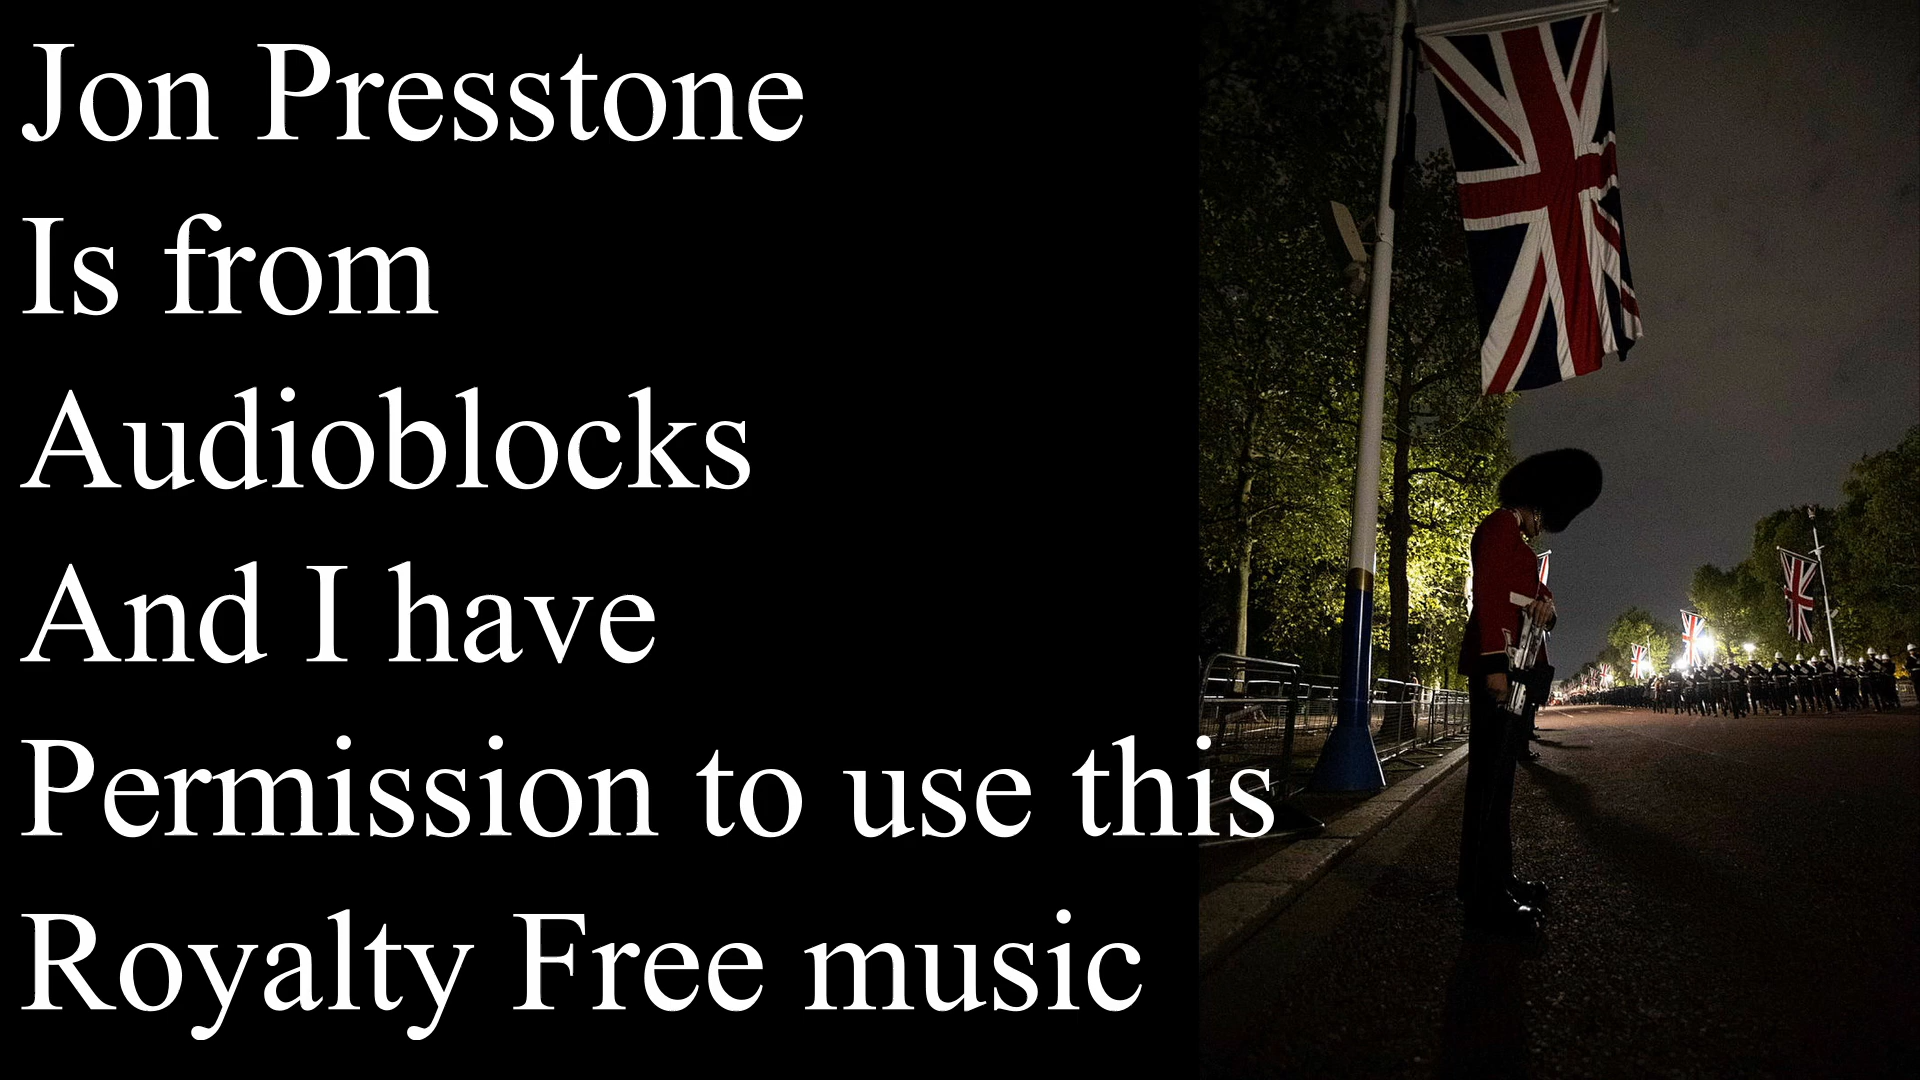 Jon Presstone
Is from
Audioblocks
And I have
Permission to use this
Royalty Free music